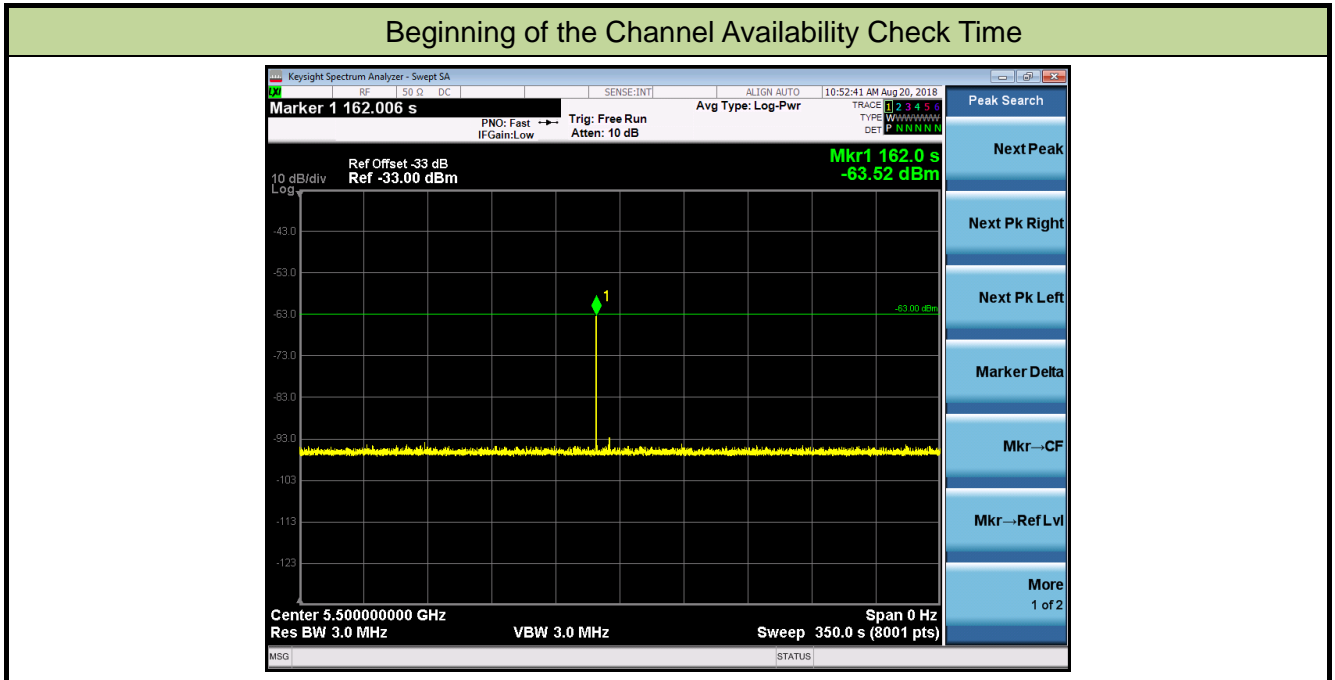 Beginning of the Channel Availability Check Time
Keysight Spectrum Analyzer - Swept SA
LXI RF 50 Ω DC SENSE:INT ALIGN AUTO 10:52:41 AM Aug 20, 2018
Marker 1 162.006 s
PNO: Fast
IFGain:Low
Trig: Free Run
Atten: 10 dB
Avg Type: Log-Pwr
TRACE 1 2 3 4 5 6
TYPE WWWWWW
DET P N N N N N
Ref Offset -33 dB
Ref -33.00 dBm
10 dB/div
Log
Mkr1 162.0 s
-63.52 dBm
-43.0
-53.0
-63.0
-73.0
-83.0
-93.0
-103
-113
-123
1
-63.00 dBm
Center 5.500000000 GHz
Span 0 Hz
Res BW 3.0 MHz
VBW 3.0 MHz
Sweep 350.0 s (8001 pts)
MSG
STATUS
Peak Search
Next Peak
Next Pk Right
Next Pk Left
Marker Delta
Mkr→CF
Mkr→Ref Lvl
More
1 of 2